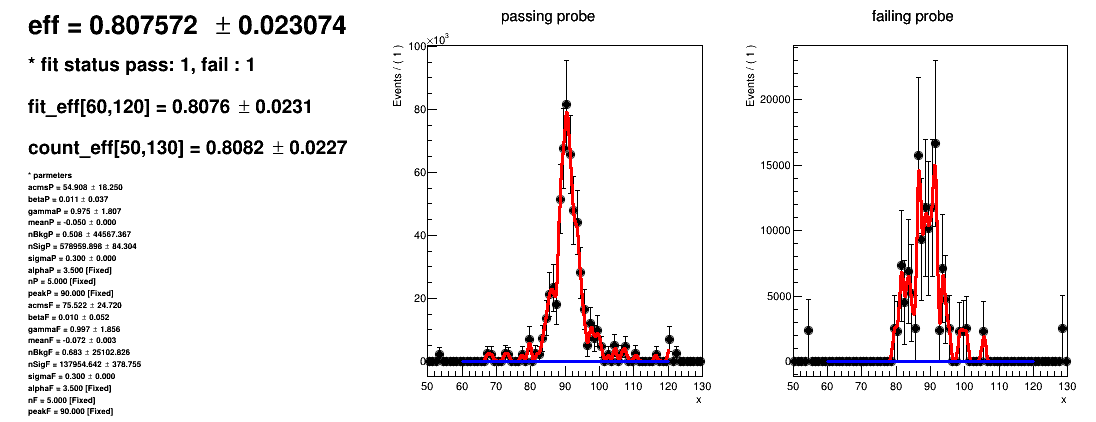 eff = 0.807572 ± 0.023074
* fit status pass: 1, fail : 1
fit_eff[60,120] = 0.8076 ± 0.0231
count_eff[50,130] = 0.8082 ± 0.0227
* parmeters
acmsP = 54.908 ± 16.250
betaP = 0.011 ± 0.037
gammaP = 0.975 ± 1.807
meanP = -0.050 ± 0.000
nBkgP = 0.508 ± 44567.367
nSigP = 578959.898 ± 84.304
sigmaP = 0.300 ± 0.000
alphaP = 3.500 [Fixed]
nP = 5.000 [Fixed]
peakP = 90.000 [Fixed]
acmsF = 75.522 ± 24.720
betaF = 0.010 ± 0.052
gammaF = 0.997 ± 1.856
meanF = -0.072 ± 0.003
nBkgF = 0.683 ± 25102.826
nSigF = 137954.642 ± 378.755
sigmaF = 0.300 ± 0.000
alphaF = 3.500 [Fixed]
nF = 5.000 [Fixed]
peakF = 90.000 [Fixed]
passing probe
×10³
Events / ( 1 )
100
80
60
40
20
0
50 60 70 80 90 100 110 120 130
x
failing probe
Events / ( 1 )
20000
15000
10000
5000
0
50 60 70 80 90 100 110 120 130
x